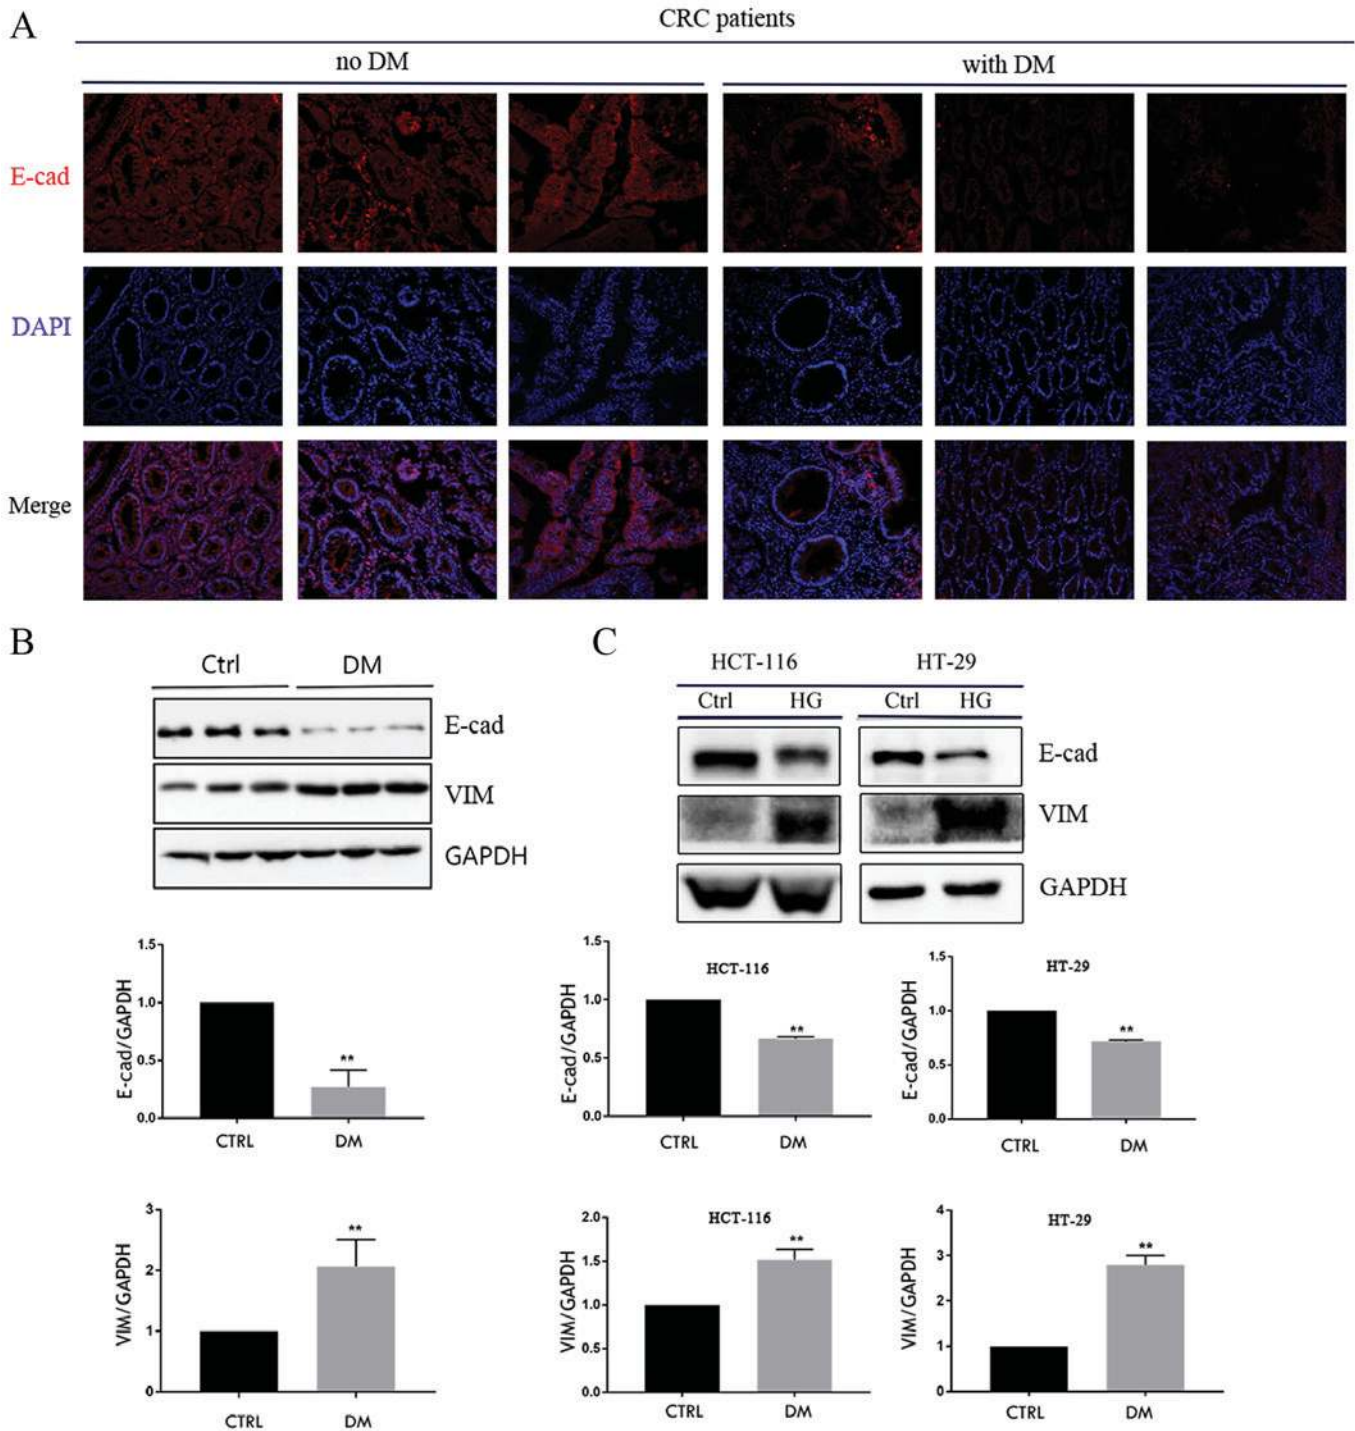 A
CRC patients
no DM
with DM
E-cad
DAPI
Merge
B
Ctrl
DM
E-cad
VIM
GAPDH
C
HCT-116
HT-29
Ctrl
HG
Ctrl
HG
E-cad
VIM
GAPDH
1.5
1.0
0.5
0.0
E-cad/GAPDH
**
CTRL
DM
1.5
1.0
0.5
0.0
E-cad/GAPDH
HCT-116
**
CTRL
DM
1.5
1.0
0.5
0.0
E-cad/GAPDH
HT-29
**
CTRL
DM
3
2
1
0
VIM/GAPDH
**
CTRL
DM
2.0
1.5
1.0
0.5
0.0
VIM/GAPDH
HCT-116
**
CTRL
DM
4
3
2
1
0
VIM/GAPDH
HT-29
**
CTRL
DM